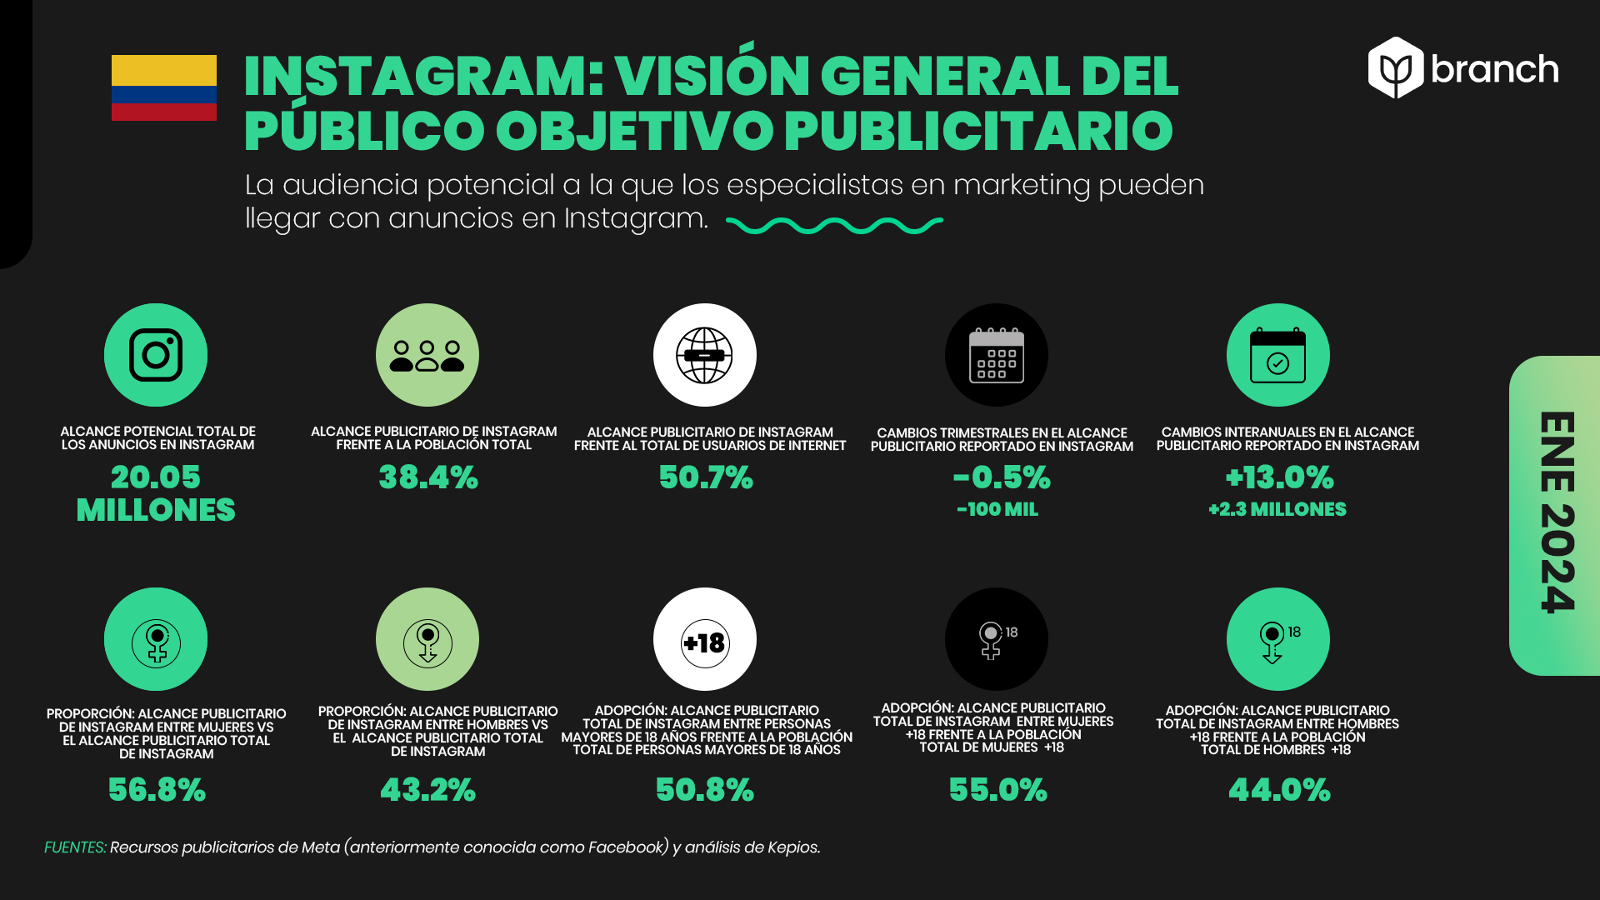 INSTAGRAM: VISIÓN GENERAL DEL
PÚBLICO OBJETIVO PUBLICITARIO
branch
La audiencia potencial a la que los especialistas en marketing pueden
llegar con anuncios en Instagram.
ALCANCE POTENCIAL TOTAL DE
LOS ANUNCIOS EN INSTAGRAM
20.05
MILLONES
ALCANCE PUBLICITARIO DE INSTAGRAM
FRENTE A LA POBLACIÓN TOTAL
38.4%
ALCANCE PUBLICITARIO DE INSTAGRAM
FRENTE AL TOTAL DE USUARIOS DE INTERNET
50.7%
CAMBIOS TRIMESTRALES EN EL ALCANCE
PUBLICITARIO REPORTADO EN INSTAGRAM
-0.5%
-100 MIL
CAMBIOS INTERANUALES EN EL ALCANCE
PUBLICITARIO REPORTADO EN INSTAGRAM
+13.0%
+2.3 MILLONES
ENE 2024
PROPORCIÓN: ALCANCE PUBLICITARIO
DE INSTAGRAM ENTRE MUJERES VS
EL ALCANCE PUBLICITARIO TOTAL
DE INSTAGRAM
56.8%
PROPORCIÓN: ALCANCE PUBLICITARIO
DE INSTAGRAM ENTRE HOMBRES VS
EL ALCANCE PUBLICITARIO TOTAL
DE INSTAGRAM
43.2%
+18
ADOPCIÓN: ALCANCE PUBLICITARIO
TOTAL DE INSTAGRAM ENTRE PERSONAS
MAYORES DE 18 AÑOS FRENTE A LA POBLACIÓN
TOTAL DE PERSONAS MAYORES DE 18 AÑOS
50.8%
18
ADOPCIÓN: ALCANCE PUBLICITARIO
TOTAL DE INSTAGRAM ENTRE MUJERES
+18 FRENTE A LA POBLACIÓN
TOTAL DE MUJERES +18
55.0%
18
ADOPCIÓN: ALCANCE PUBLICITARIO
TOTAL DE INSTAGRAM ENTRE HOMBRES
+18 FRENTE A LA POBLACIÓN
TOTAL DE HOMBRES +18
44.0%
FUENTES: Recursos publicitarios de Meta (anteriormente conocida como Facebook) y análisis de Kepios.